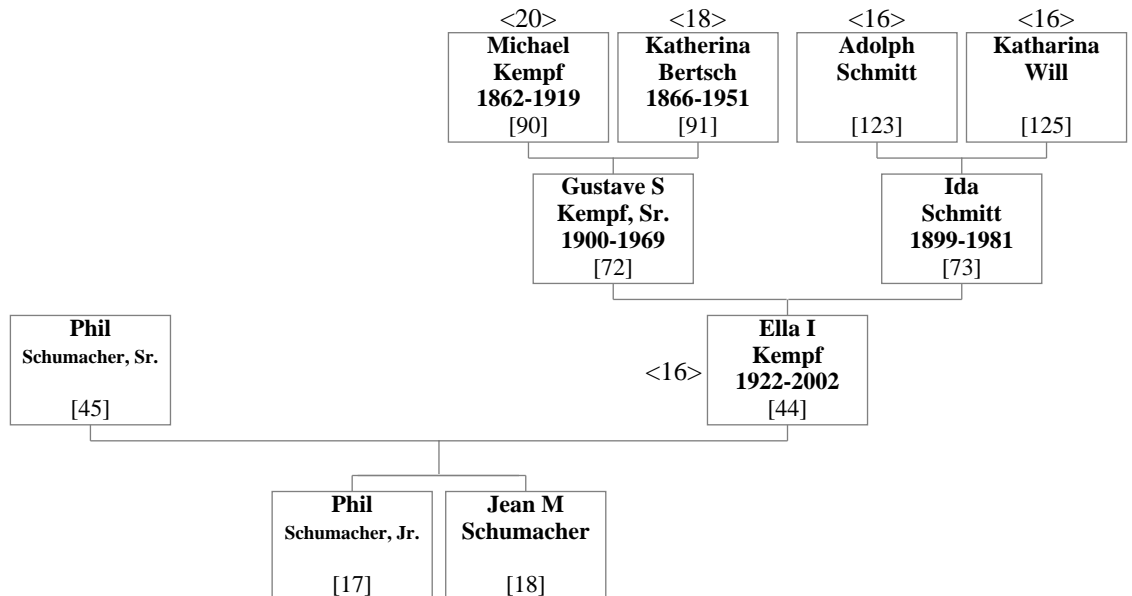 <20>
Michael
Kempf
1862-1919
[90]
<18>
Katherina
Bertsch
1866-1951
[91]
<16>
Adolph
Schmitt
[123]
<16>
Katharina
Will
[125]
Gustave S
Kempf, Sr.
1900-1969
[72]
Ida
Schmitt
1899-1981
[73]
Phil
Schumacher, Sr.
[45]
<16>
Ella I
Kempf
1922-2002
[44]
Phil
Schumacher, Jr.
[17]
Jean M
Schumacher
[18]